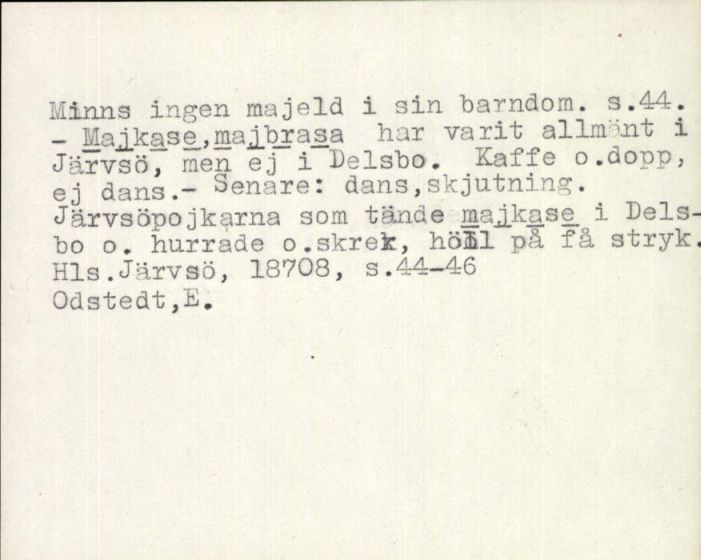 Minns ingen majeld i sin barndom. s.44.
- Majkase,majbrasa har varit allmänt i
Järvsö, men ej i Delsbo. Kaffe o.dopp,
ej dans.- Senare: dans,skjutning.
Järvsöpojkarna som tände majkase i Dels-
bo o. hurrade o.skrek, höll på få stryk.
Hls.Järvsö, 18708, s.44-46
Odstedt,E.